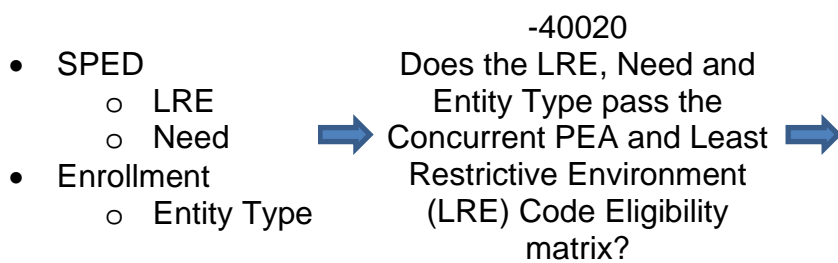 • SPED
o LRE
o Need
• Enrollment
o Entity Type
-40020
Does the LRE, Need and
Entity Type pass the
Concurrent PEA and Least
Restrictive Environment
(LRE) Code Eligibility
matrix?